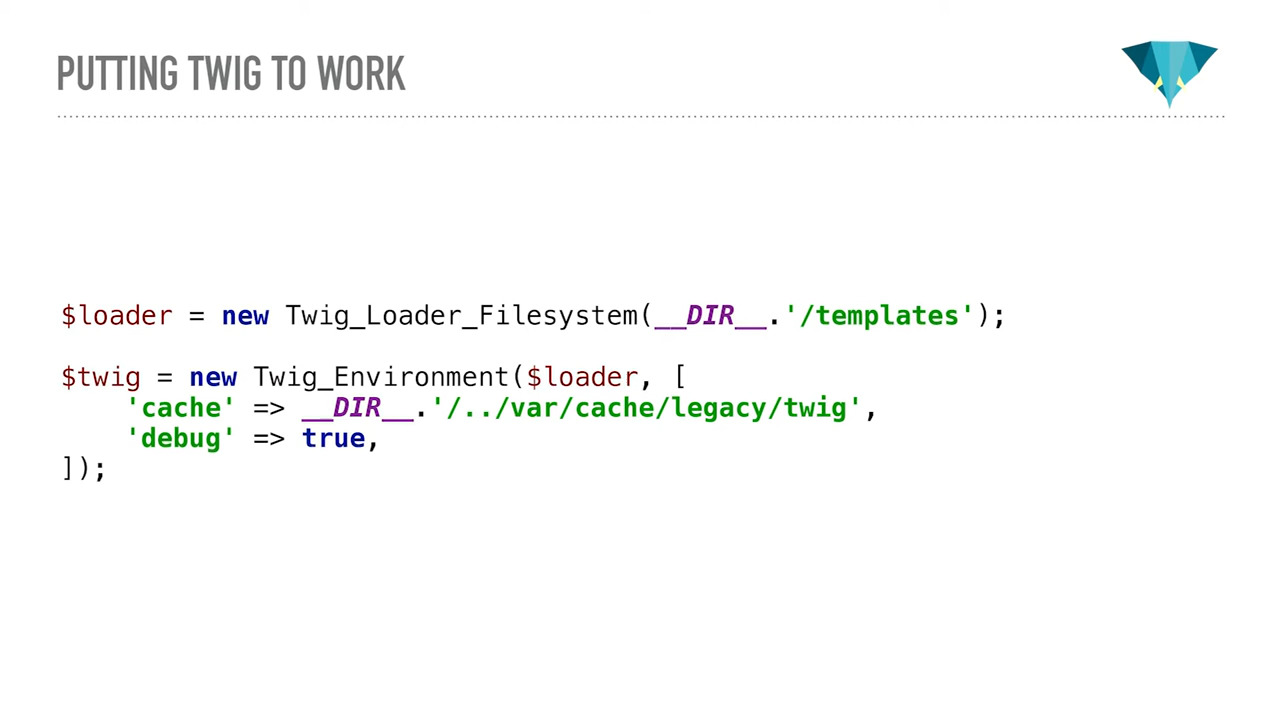 PUTTING TWIG TO WORK
$loader = new Twig_Loader_Filesystem(__DIR__.'/templates');
$twig = new Twig_Environment($loader, [
    'cache' => __DIR__.'/../var/cache/legacy/twig',
    'debug' => true,
]);